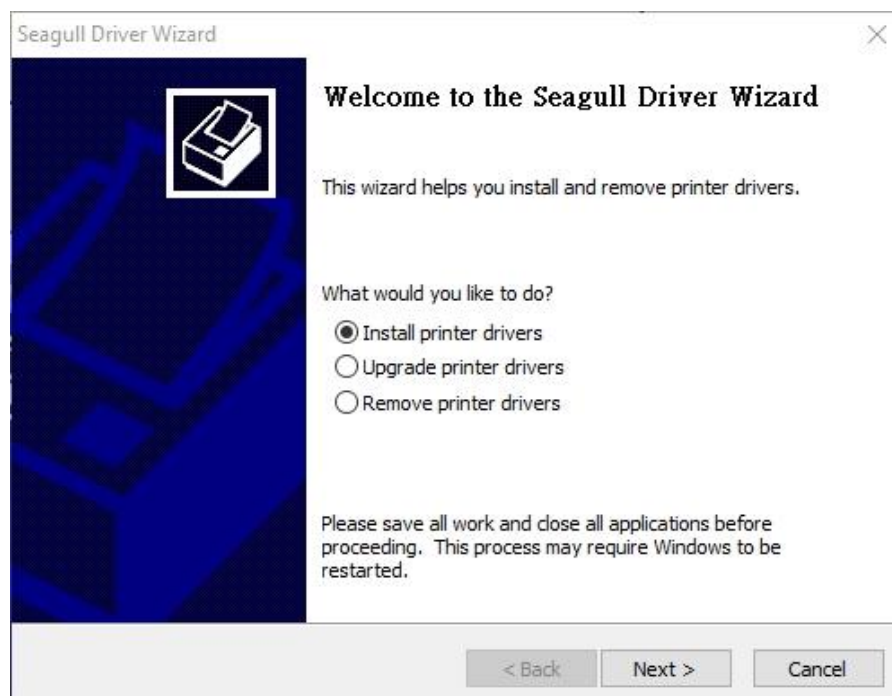 Seagull Driver Wizard
Welcome to the Seagull Driver Wizard
This wizard helps you install and remove printer drivers.
What would you like to do?
Install printer drivers
Upgrade printer drivers
Remove printer drivers
Please save all work and close all applications before
proceeding. This process may require Windows to be
restarted.
< Back Next > Cancel